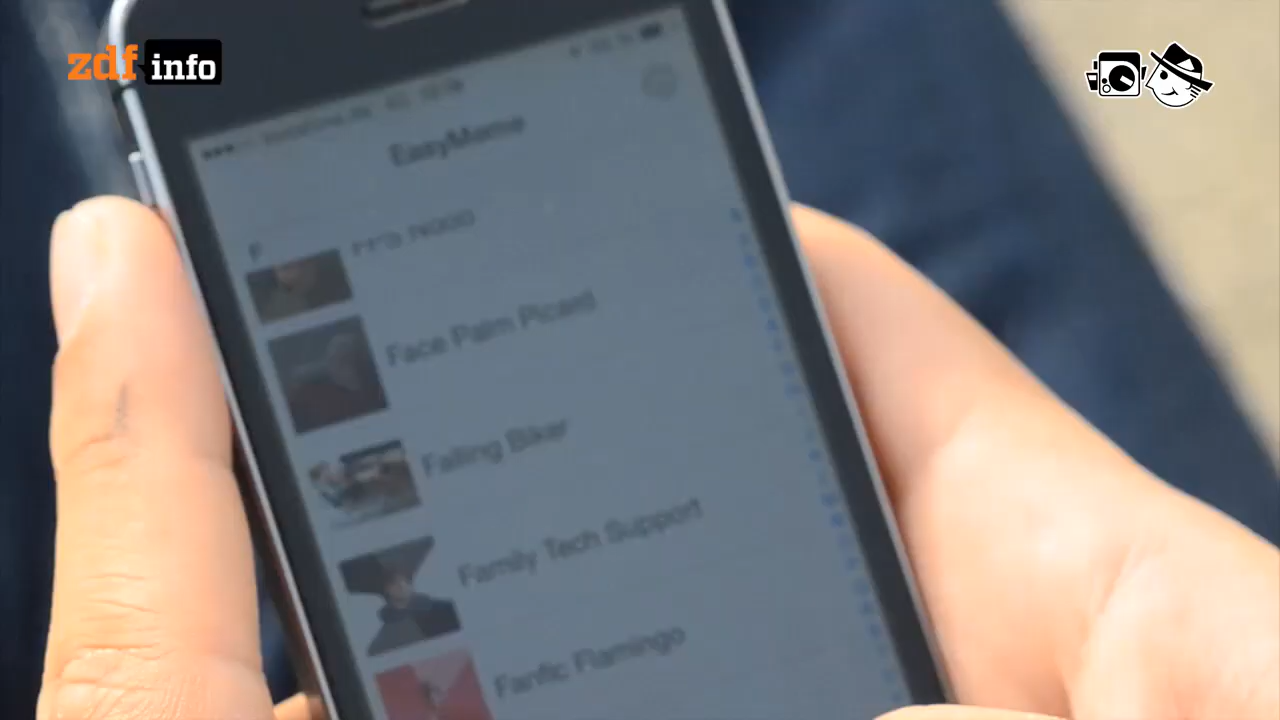 zdf info
EasyMeme
F
Face Palm Picard
Falling Biker
Family Tech Support
Fanfic Flamingo